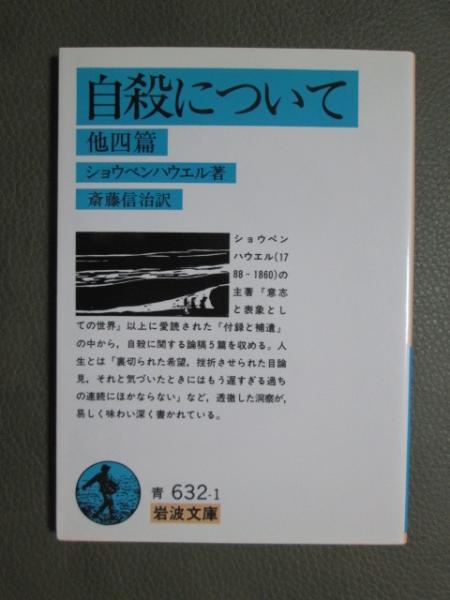 自殺について
他四篇
ショウペンハウエル著
斎藤信治訳
ショウペン
ハウエル(17
88-1860)の
主著『意志
と表象とし
ての世界』以上に愛読された『付録と補遺』
の中から，自殺に関する論稿5篇を収める．人
生とは「裏切られた希望，挫折させられた目論
見，それと気づいたときにはもう遅すぎる過ち
の連続にほかならない」など，透徹した洞察が，
易しく味わい深く書かれている．
青 632-1
岩波文庫